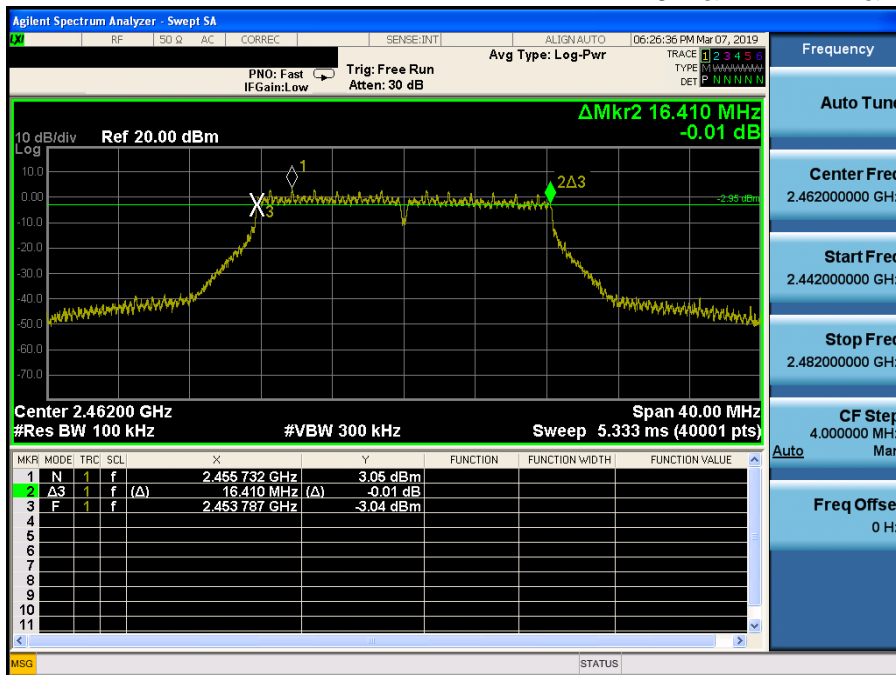 Agilent Spectrum Analyzer - Swept SA
LXI RF 50 Ω AC CORREC SENSE:INT ALIGN AUTO 06:26:36 PM Mar 07, 2019
Avg Type: Log-Pwr TRACE 1 2 3 4 5 6
PNO: Fast Trig: Free Run TYPE M WWWWW
IFGain:Low Atten: 30 dB DET P N N N N N
Frequency
Auto Tune
ΔMkr2 16.410 MHz
-0.01 dB
10 dB/div Ref 20.00 dBm
Log
10.0
0.00
-10.0
-20.0
-30.0
-40.0
-50.0
-60.0
-70.0
1
2Δ3
3
-2.95 dBm
Center Freq
2.462000000 GHz
Start Freq
2.442000000 GHz
Stop Freq
2.482000000 GHz
CF Step
4.000000 MHz
Auto Man
Freq Offset
0 Hz
Center 2.46200 GHz Span 40.00 MHz
#Res BW 100 kHz #VBW 300 kHz Sweep 5.333 ms (40001 pts)
MKR MODE TRC SCL X Y FUNCTION FUNCTION WIDTH FUNCTION VALUE
1 N 1 f 2.455 732 GHz 3.05 dBm
2 Δ3 1 f (Δ) 16.410 MHz (Δ) -0.01 dB
3 F 1 f 2.453 787 GHz -3.04 dBm
4
5
6
7
8
9
10
11
MSG STATUS